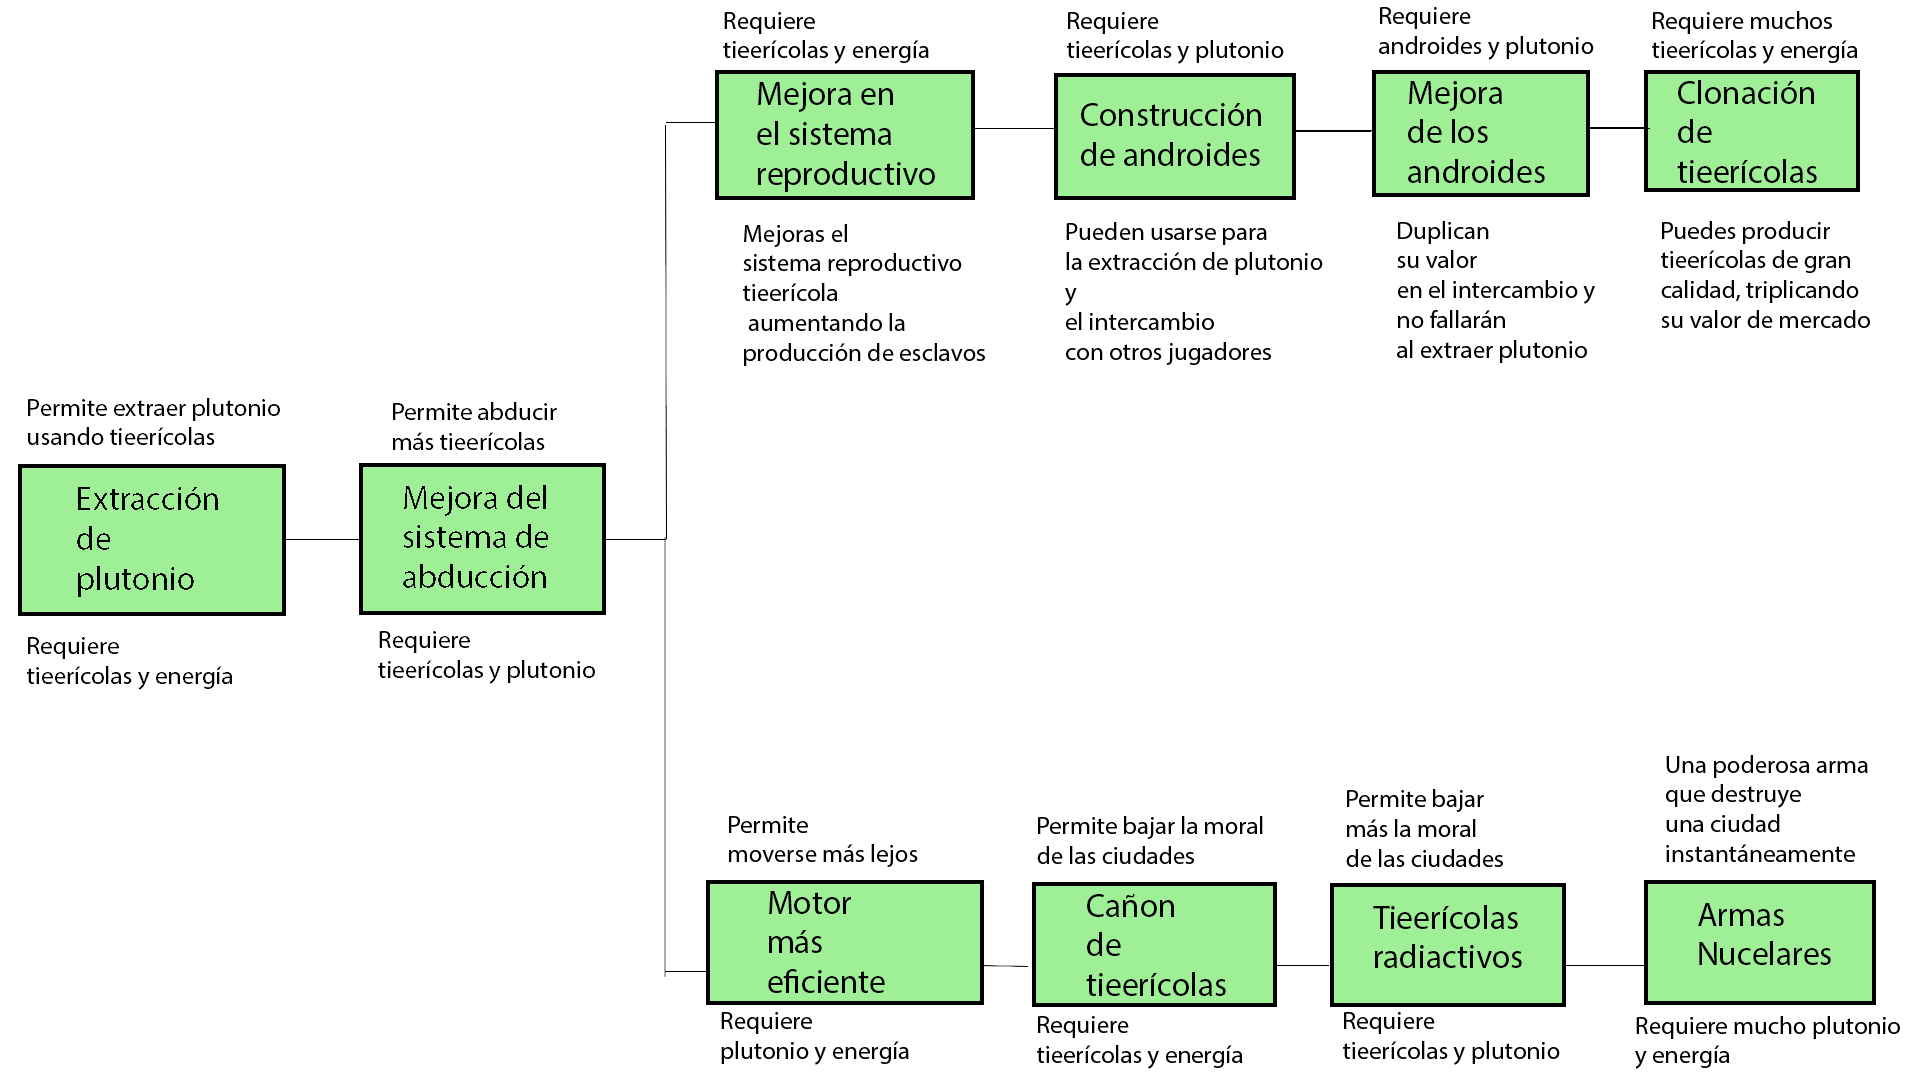 Requiere
tieerícolas y energía
Mejora en
el sistema
reproductivo
Mejoras el
sistema reproductivo
tieerícola
aumentando la
producción de esclavos
Requiere
tieerícolas y plutonio
Construcción
de androides
Pueden usarse para
la extracción de plutonio
y
el intercambio
con otros jugadores
Requiere
androides y plutonio
Mejora
de los
androides
Duplican
su valor
en el intercambio y
no fallarán
al extraer plutonio
Requiere muchos
tieerícolas y energía
Clonación
de
tieerícolas
Puedes producir
tieerícolas de gran
calidad, triplicando
su valor de mercado
Permite extraer plutonio
usando tieerícolas
Extracción
de
plutonio
Requiere
tieerícolas y energía
Permite abducir
más tieerícolas
Mejora del
sistema de
abducción
Requiere
tieerícolas y plutonio
Permite
moverse más lejos
Motor
más
eficiente
Requiere
plutonio y energía
Permite bajar la moral
de las ciudades
Cañon
de
tieerícolas
Requiere
tieerícolas y energía
Permite bajar
más la moral
de las ciudades
Tieerícolas
radiactivos
Requiere
tieerícolas y plutonio
Una poderosa arma
que destruye
una ciudad
instantáneamente
Armas
Nucelares
Requiere mucho plutonio
y energía